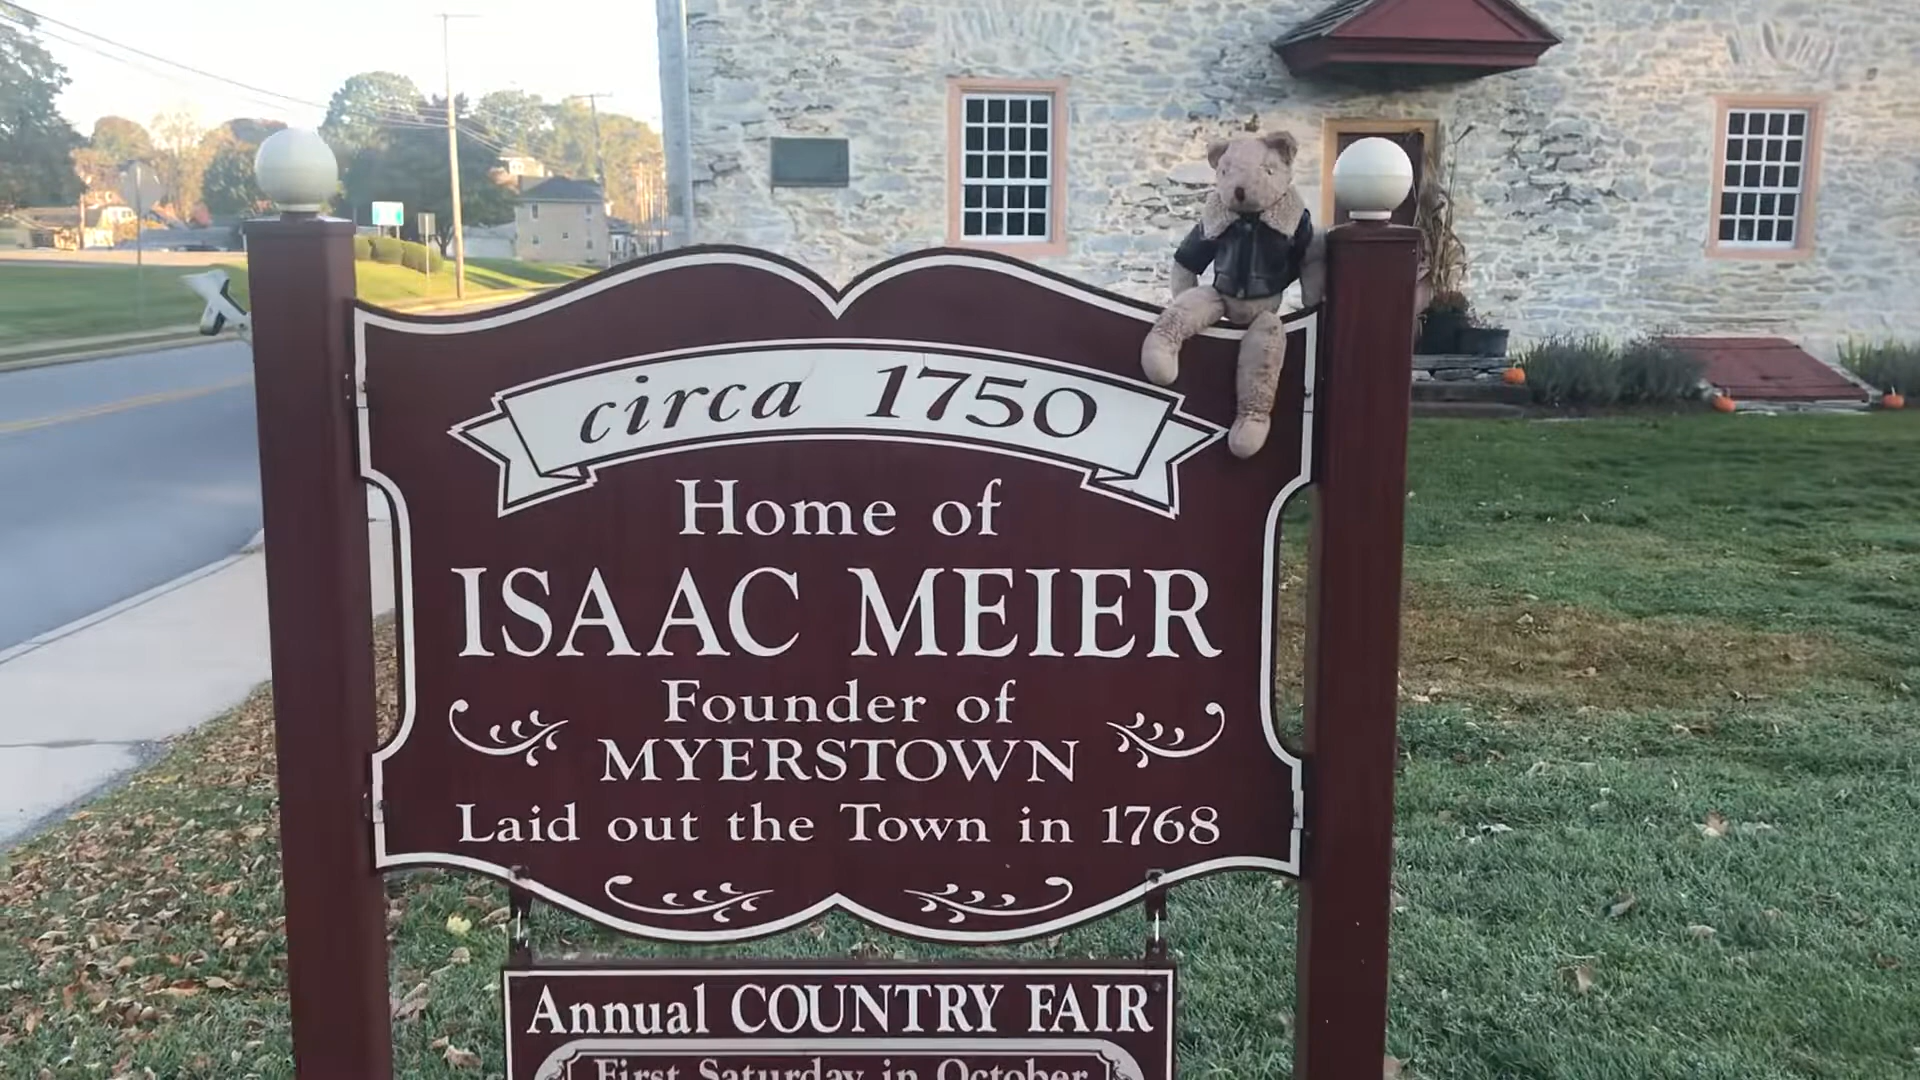 circa 1750
Home of
ISAAC MEIER
Founder of
MYERSTOWN
Laid out the Town in 1768
Annual COUNTRY FAIR
First Saturday in October